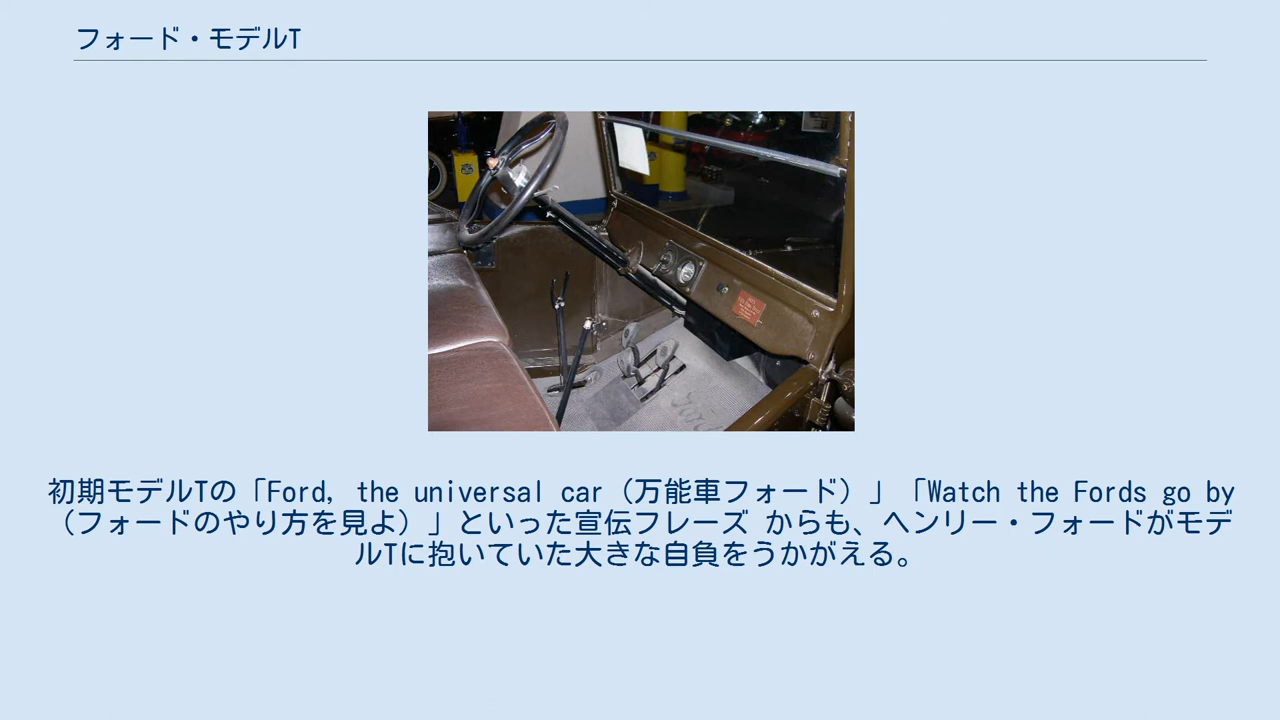 フォード・モデルT
初期モデルTの「Ford, the universal car（万能車フォード）」「Watch the Fords go by
（フォードのやり方を見よ）」といった宣伝フレーズ からも、ヘンリー・フォードがモデ
ルTに抱いていた大きな自負をうかがえる。
Ford